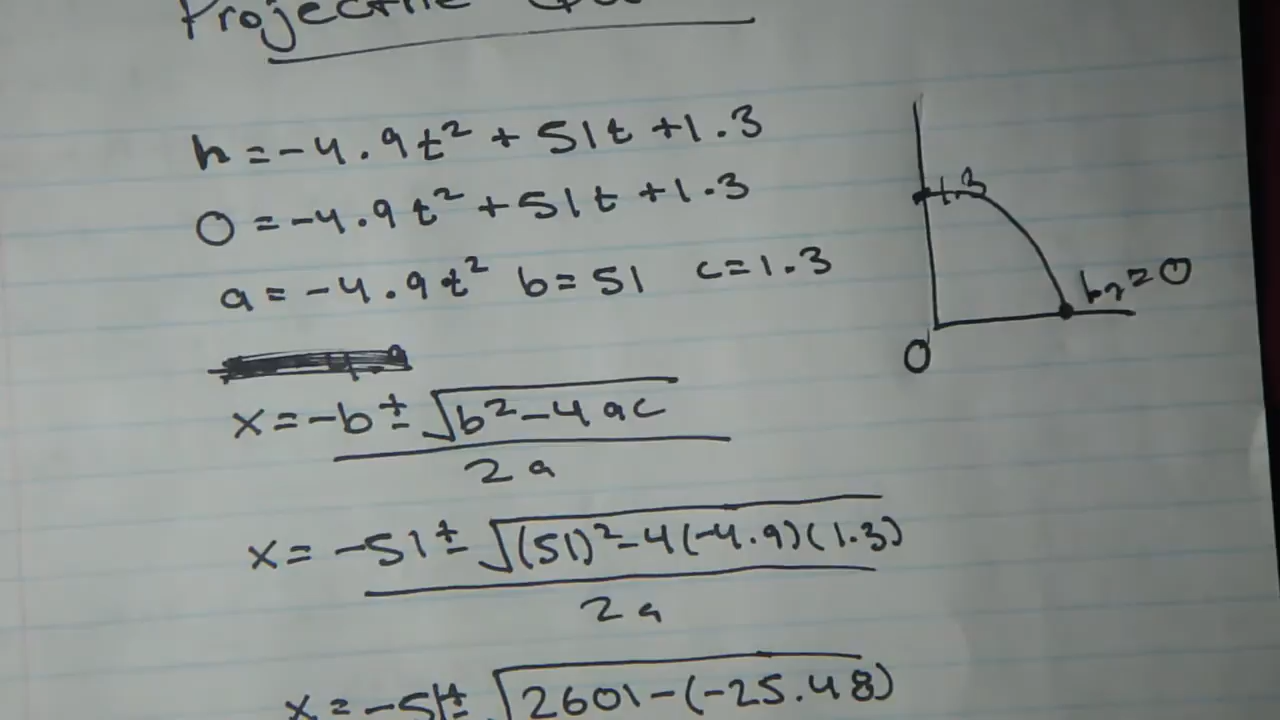 Projectile
h = -4.9t² + 51t + 1.3
0 = -4.9t² + 51t + 1.3
a = -4.9t² b = 51 c = 1.3
x = -b ± √b² - 4ac
2a
x = -51 ± √(51)² - 4(-4.9)(1.3)
2a
x = -51 ± √2601 - (-25.48)
1.3
= 0
0